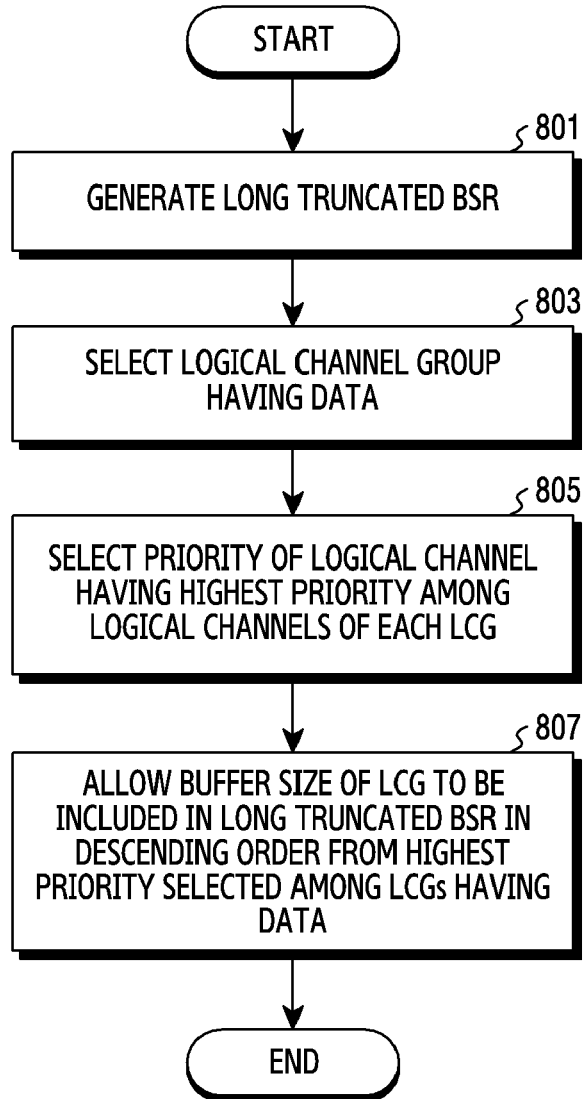 START
801
GENERATE LONG TRUNCATED BSR
803
SELECT LOGICAL CHANNEL GROUP
HAVING DATA
805
SELECT PRIORITY OF LOGICAL CHANNEL
HAVING HIGHEST PRIORITY AMONG
LOGICAL CHANNELS OF EACH LCG
807
ALLOW BUFFER SIZE OF LCG TO BE
INCLUDED IN LONG TRUNCATED BSR IN
DESCENDING ORDER FROM HIGHEST
PRIORITY SELECTED AMONG LCGs HAVING
DATA
END